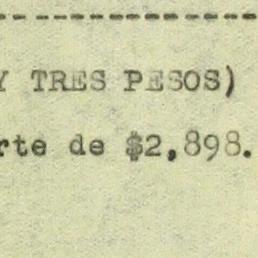 Y TRES PESOS)
rte de $2,898.